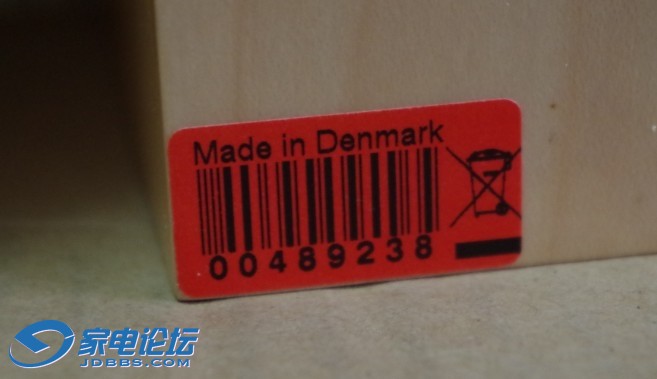 Made in Denmark
00489238
家电论坛
JDBBS.COM